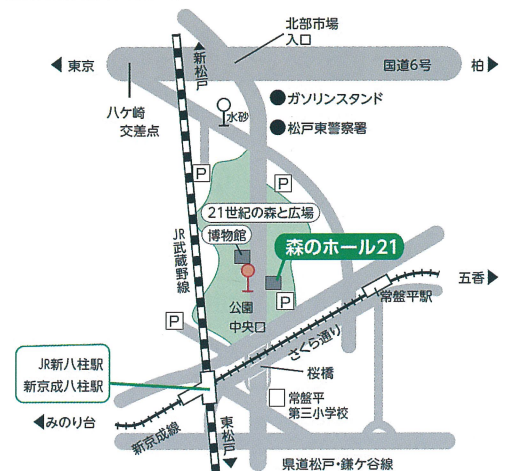 北部市場
入口
◀東京
新松戸
国道6号
柏▶
八ケ崎
交差点
水砂
●ガソリンスタンド
●松戸東警察署
P
P
21世紀の森と広場
博物館
森のホール21
JR武蔵野線
五香▶
常盤平駅
公園
中央口
P
P
さくら通り
JR新八柱駅
新京成八柱駅
桜橋
常盤平
第三小学校
◀みのり台
新京成線
東松戸
県道松戸・鎌ケ谷線